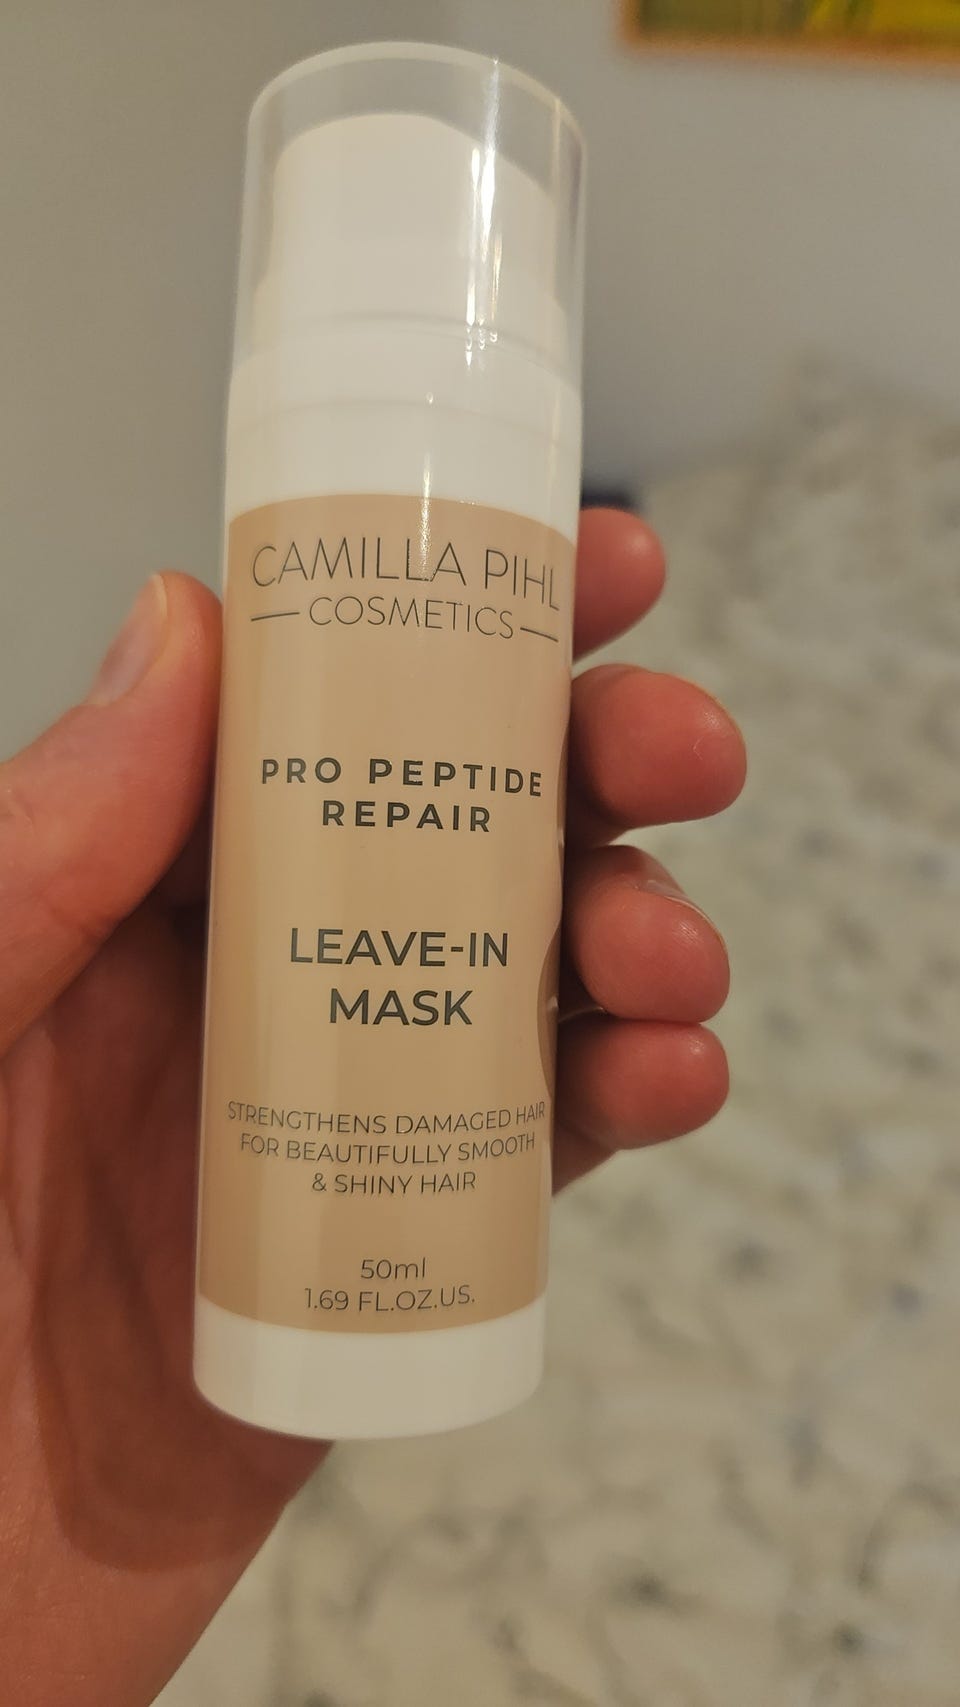 CAMILLA PIHL
COSMETICS
PRO PEPTIDE
REPAIR
LEAVE-IN
MASK
STRENGTHENS DAMAGED HAIR
FOR BEAUTIFULLY SMOOTH
& SHINY HAIR
50ml
1.69 FL.OZ.US.